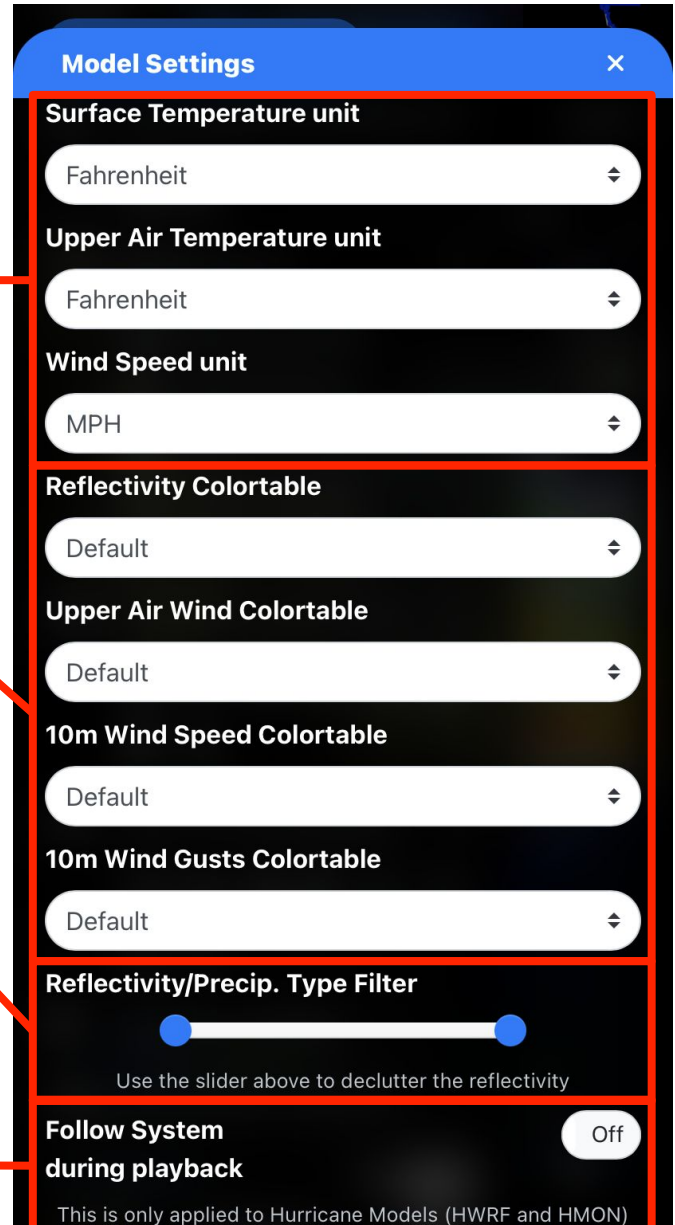 Model Settings ×
Surface Temperature unit
Fahrenheit
Upper Air Temperature unit
Fahrenheit
Wind Speed unit
MPH
Reflectivity Colortable
Default
Upper Air Wind Colortable
Default
10m Wind Speed Colortable
Default
10m Wind Gusts Colortable
Default
Reflectivity/Precip. Type Filter
Use the slider above to declutter the reflectivity
Follow System
during playback
Off
This is only applied to Hurricane Models (HWRF and HMON)